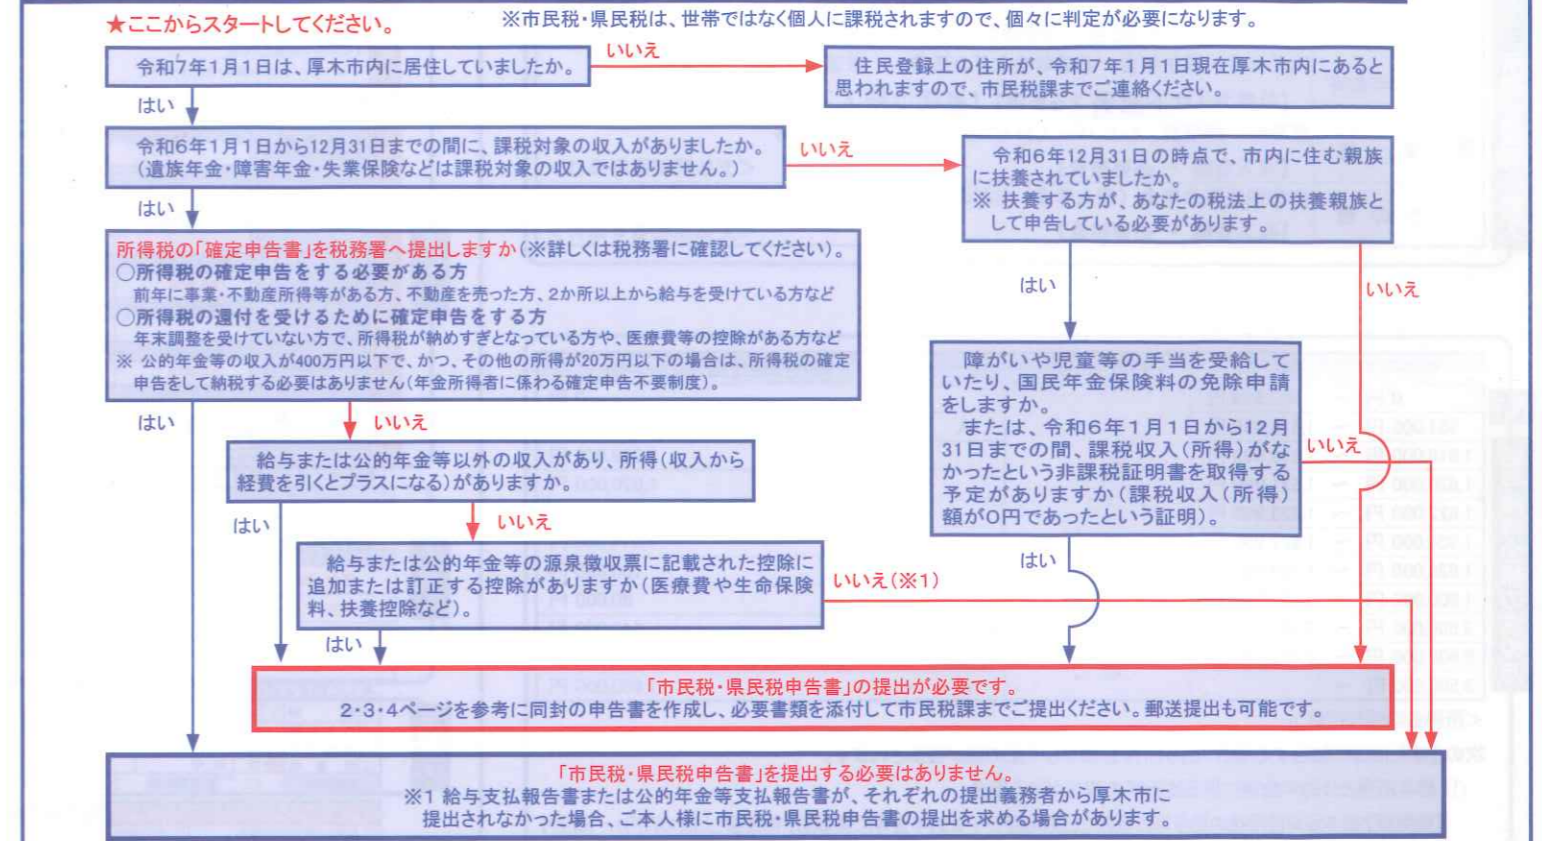 ★ここからスタートしてください。
※市民税・県民税は、世帯ではなく個人に課税されますので、個々に判定が必要になります。
令和7年1月1日は、厚木市内に居住していましたか。
いいえ
住民登録上の住所が、令和7年1月1日現在厚木市内にあると
思われますので、市民税課までご連絡ください。
はい
令和6年1月1日から12月31日までの間に、課税対象の収入がありましたか。
(遺族年金・障害年金・失業保険などは課税対象の収入ではありません。)
いいえ
令和6年12月31日の時点で、市内に住む親族
に扶養されていましたか。
※ 扶養する方が、あなたの税法上の扶養親族と
して申告している必要があります。
はい
所得税の「確定申告書」を税務署へ提出しますか(※詳しくは税務署に確認してください)。
○所得税の確定申告をする必要がある方
前年に事業・不動産所得等がある方、不動産を売った方、2か所以上から給与を受けている方など
○所得税の還付を受けるために確定申告をする方
年末調整を受けていない方で、所得税が納めすぎとなっている方や、医療費等の控除がある方など
※ 公的年金等の収入が400万円以下で、かつ、その他の所得が20万円以下の場合は、所得税の確定
申告をして納税する必要はありません(年金所得者に係わる確定申告不要制度)。
はい
いいえ
障がいや児童等の手当を受給して
いたり、国民年金保険料の免除申請
をしますか。
または、令和6年1月1日から12月
31日までの間、課税収入(所得)がな
かったという非課税証明書を取得する
予定がありますか(課税収入(所得)
額が0円であったという証明)。
いいえ
はい
はい
いいえ
給与または公的年金等以外の収入があり、所得(収入から
経費を引くとプラスになる)がありますか。
はい
いいえ
給与または公的年金等の源泉徴収票に記載された控除に
追加または訂正する控除がありますか(医療費や生命保険
料、扶養控除など)。
いいえ(※1)
はい
「市民税・県民税申告書」の提出が必要です。
2・3・4ページを参考に同封の申告書を作成し、必要書類を添付して市民税課までご提出ください。郵送提出も可能です。
「市民税・県民税申告書」を提出する必要はありません。
※1 給与支払報告書または公的年金等支払報告書が、それぞれの提出義務者から厚木市に
提出されなかった場合、ご本人様に市民税・県民税申告書の提出を求める場合があります。